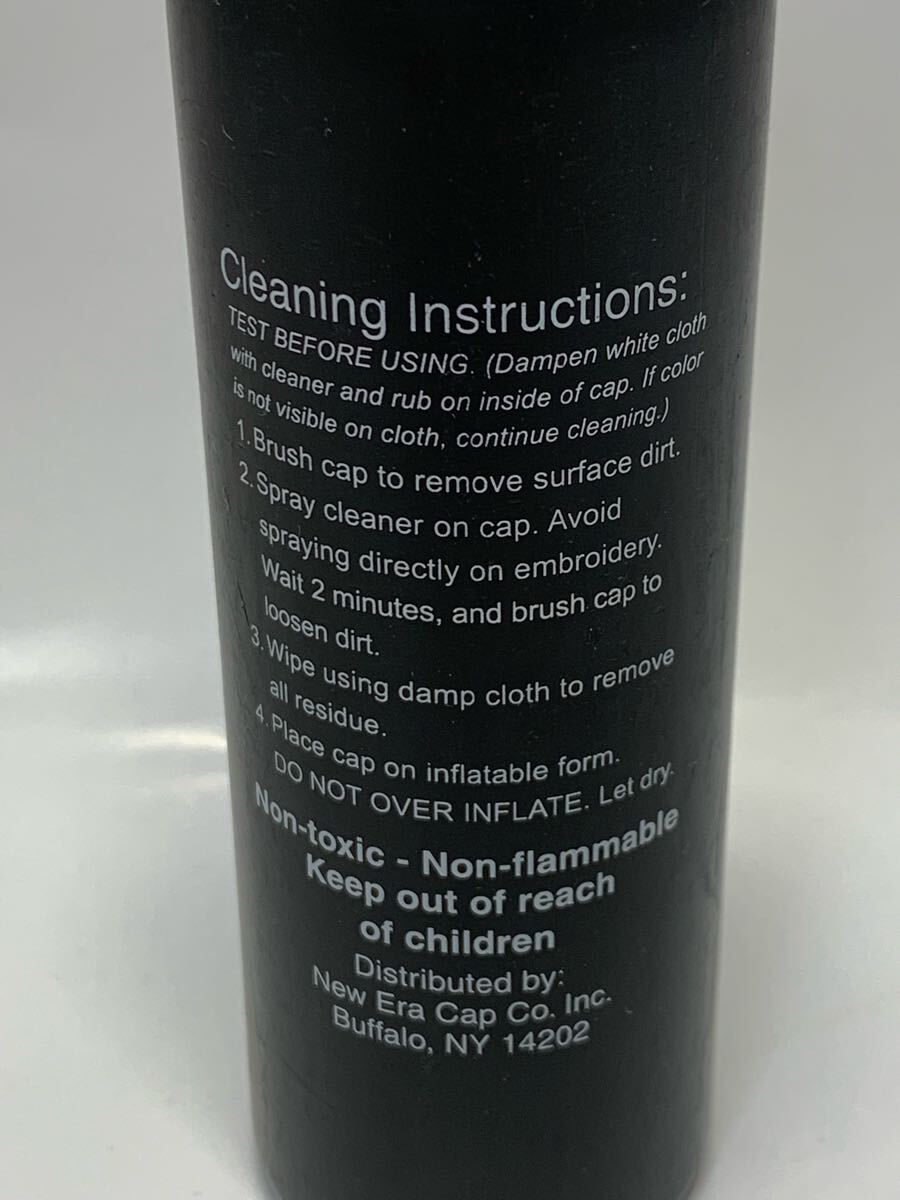 Cleaning Instructions:
TEST BEFORE USING. (Dampen white cloth
with cleaner and rub on inside of cap. If color
is not visible on cloth, continue cleaning.)
1. Brush cap to remove surface dirt.
2. Spray cleaner on cap. Avoid
spraying directly on embroidery.
Wait 2 minutes, and brush cap to
loosen dirt.
3. Wipe using damp cloth to remove
all residue.
4. Place cap on inflatable form.
DO NOT OVER INFLATE. Let dry.
Non-toxic - Non-flammable
Keep out of reach
of children
Distributed by:
New Era Cap Co. Inc.
Buffalo, NY 14202